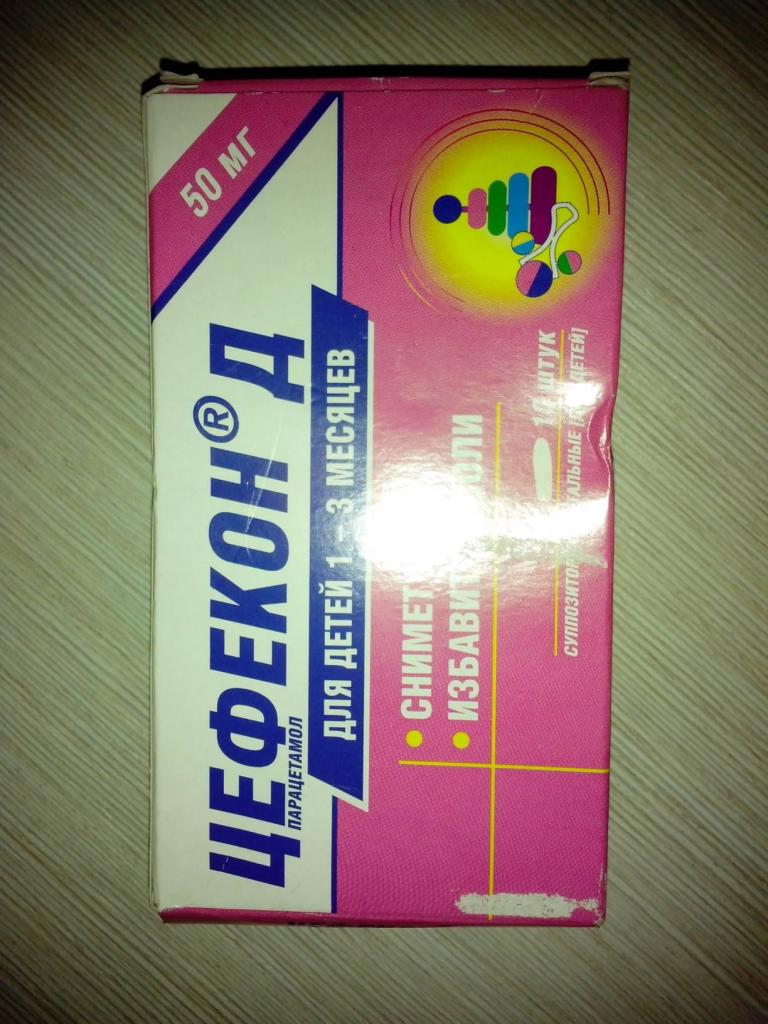 50 мг
ЦЕФЕКОН® Д
ПАРАЦЕТАМОЛ
ДЛЯ ДЕТЕЙ 1 – 3 МЕСЯЦЕВ
• СНИМЕТ
• ИЗБАВИТ
10 ШТУК